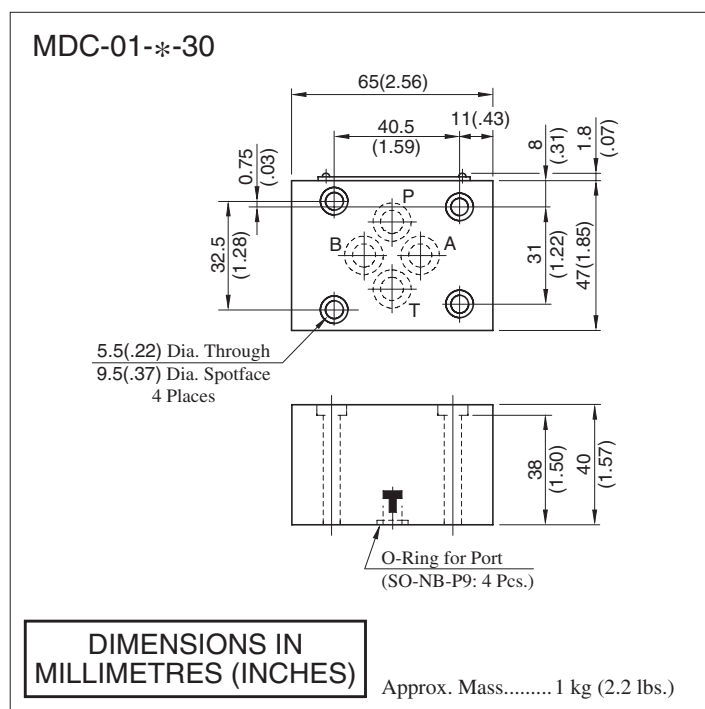 MDC-01-*-30
65(2.56)
40.5
(1.59)
11(.43)
8
(.31)
1.8
(.07)
0.75
(.03)
P
B
A
T
32.5
(1.28)
31
(1.22)
47(1.85)
5.5(.22) Dia. Through
9.5(.37) Dia. Spotface
4 Places
38
(1.50)
40
(1.57)
T
O-Ring for Port
(SO-NB-P9: 4 Pcs.)
DIMENSIONS IN
MILLIMETRES (INCHES)
Approx. Mass......... 1 kg (2.2 lbs.)